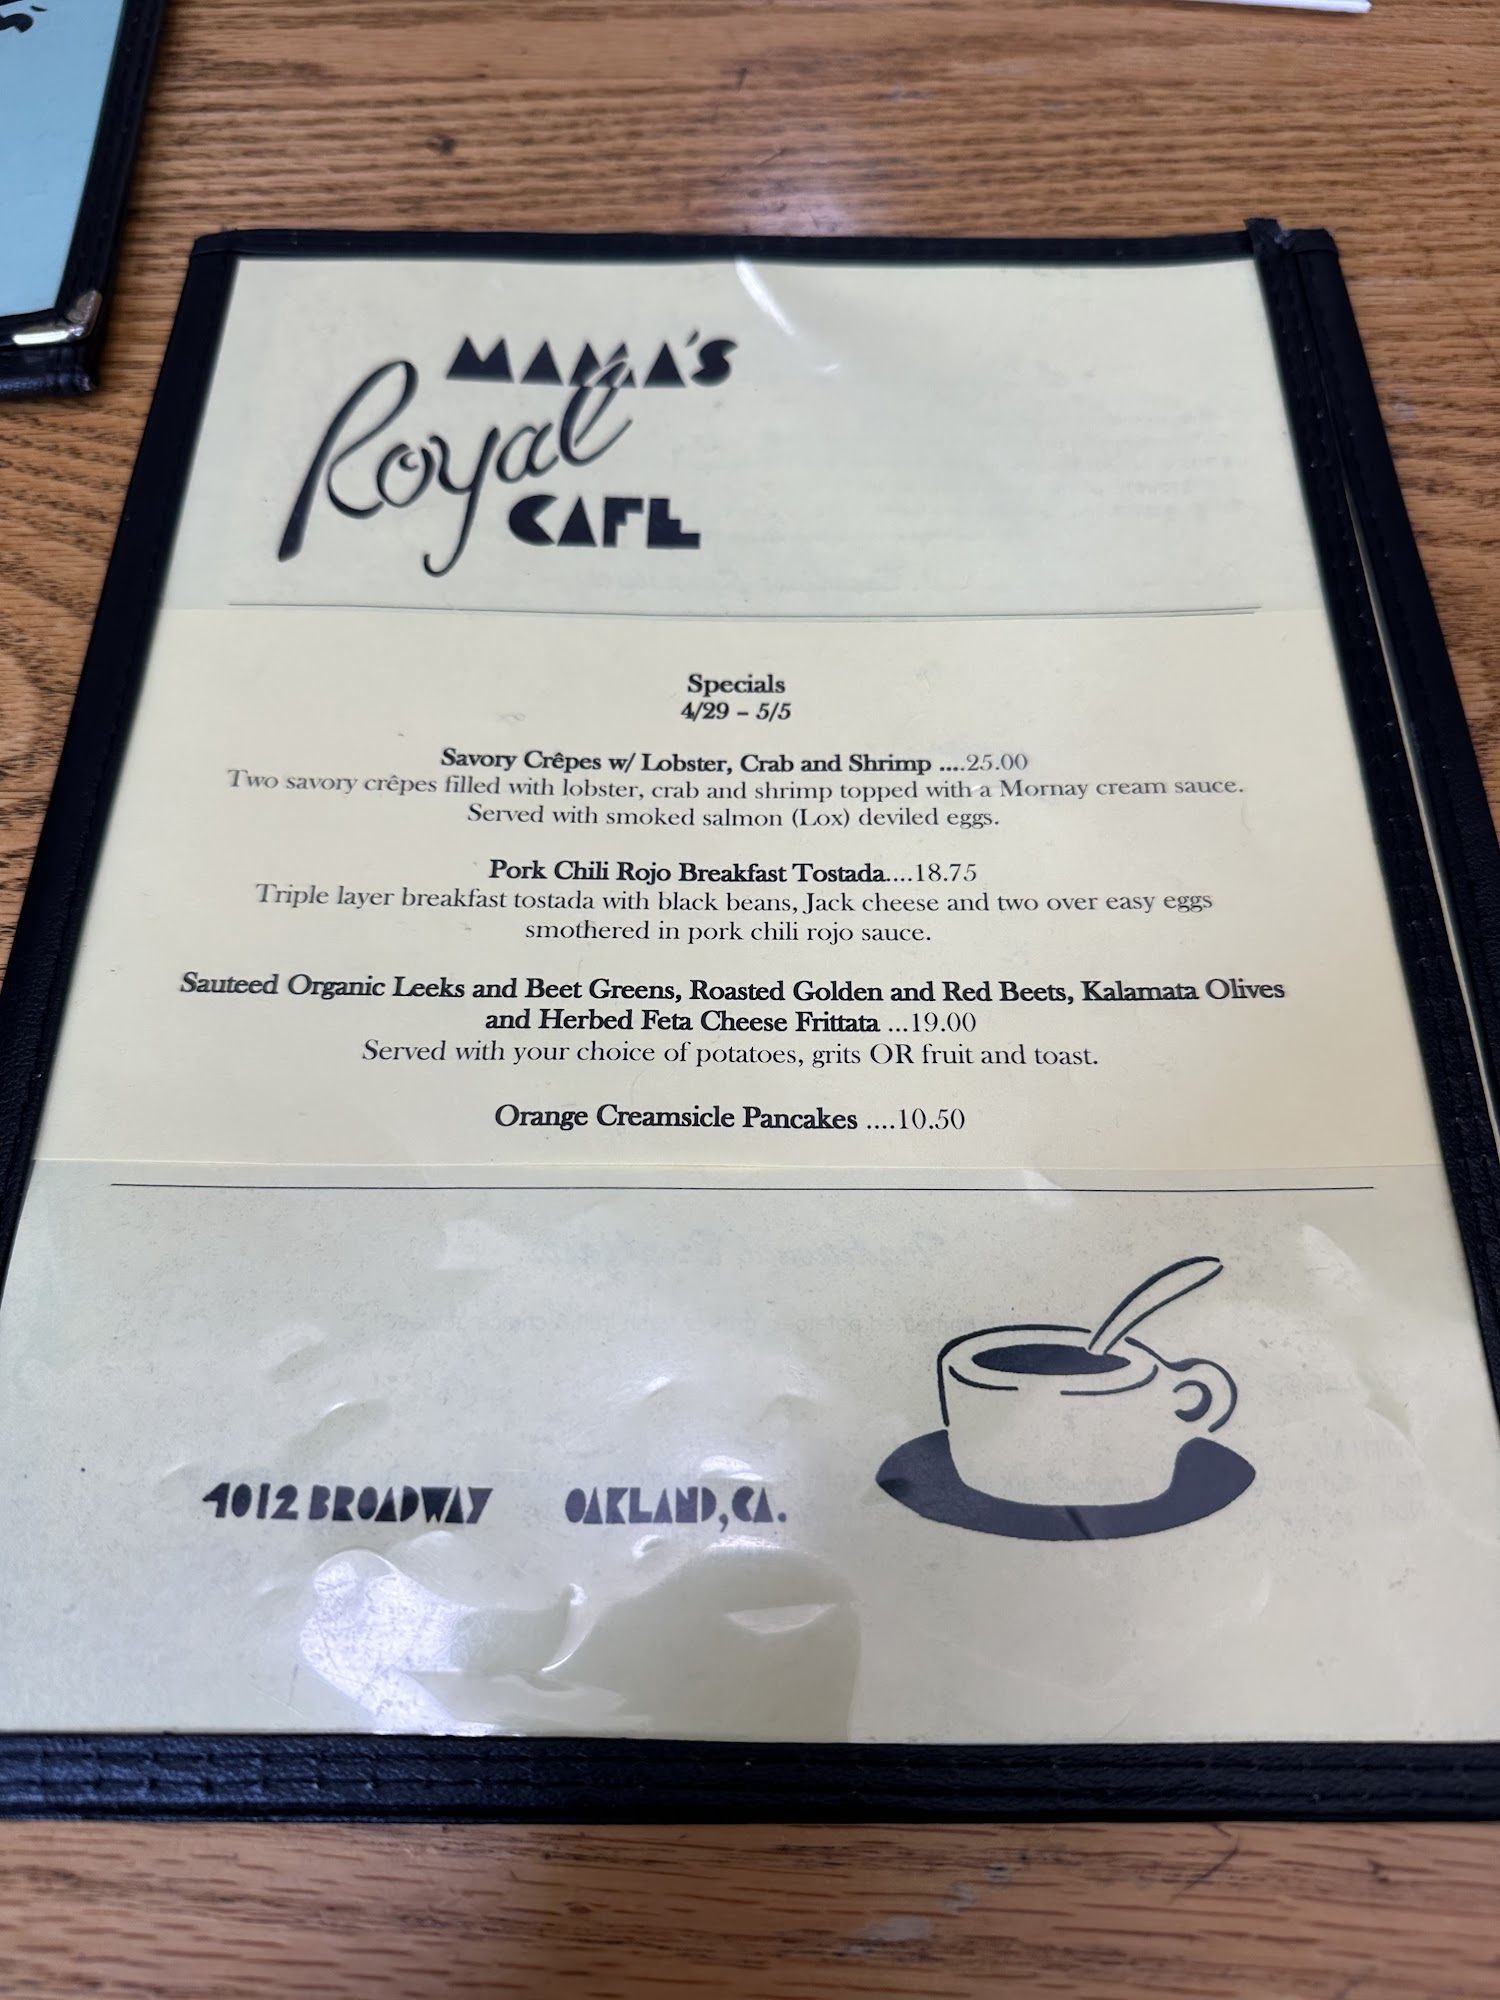 MAMA'S
Royal
CAFE
Specials
4/29 – 5/5
Savory Crêpes w/ Lobster, Crab and Shrimp ....25.00
Two savory crêpes filled with lobster, crab and shrimp topped with a Mornay cream sauce.
Served with smoked salmon (Lox) deviled eggs.
Pork Chili Rojo Breakfast Tostada....18.75
Triple layer breakfast tostada with black beans, Jack cheese and two over easy eggs
smothered in pork chili rojo sauce.
Sauteed Organic Leeks and Beet Greens, Roasted Golden and Red Beets, Kalamata Olives
and Herbed Feta Cheese Frittata ...19.00
Served with your choice of potatoes, grits OR fruit and toast.
Orange Creamsicle Pancakes ....10.50
4012 BROADWAY OAKLAND, CA.